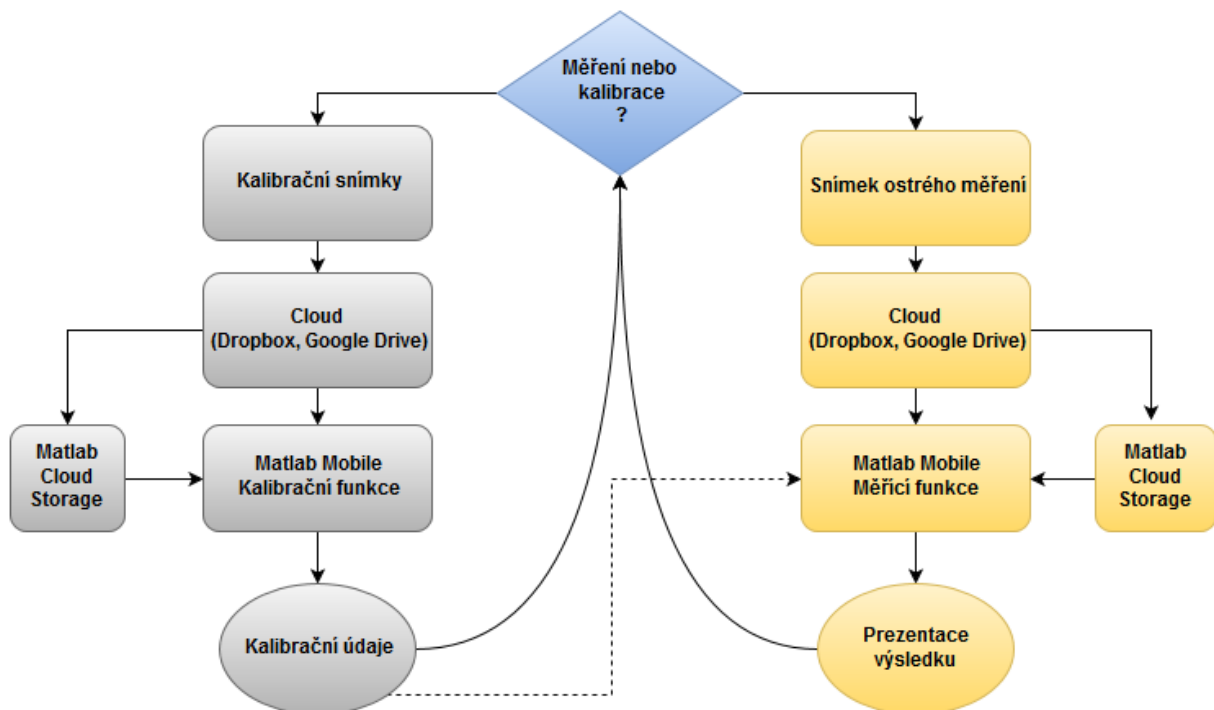 Měření nebo
kalibrace
?
Kalibrační snímky
Snímek ostrého měření
Cloud
(Dropbox, Google Drive)
Cloud
(Dropbox, Google Drive)
Matlab
Cloud
Storage
Matlab Mobile
Kalibrační funkce
Matlab Mobile
Měřicí funkce
Matlab
Cloud
Storage
Kalibrační údaje
Prezentace
výsledku